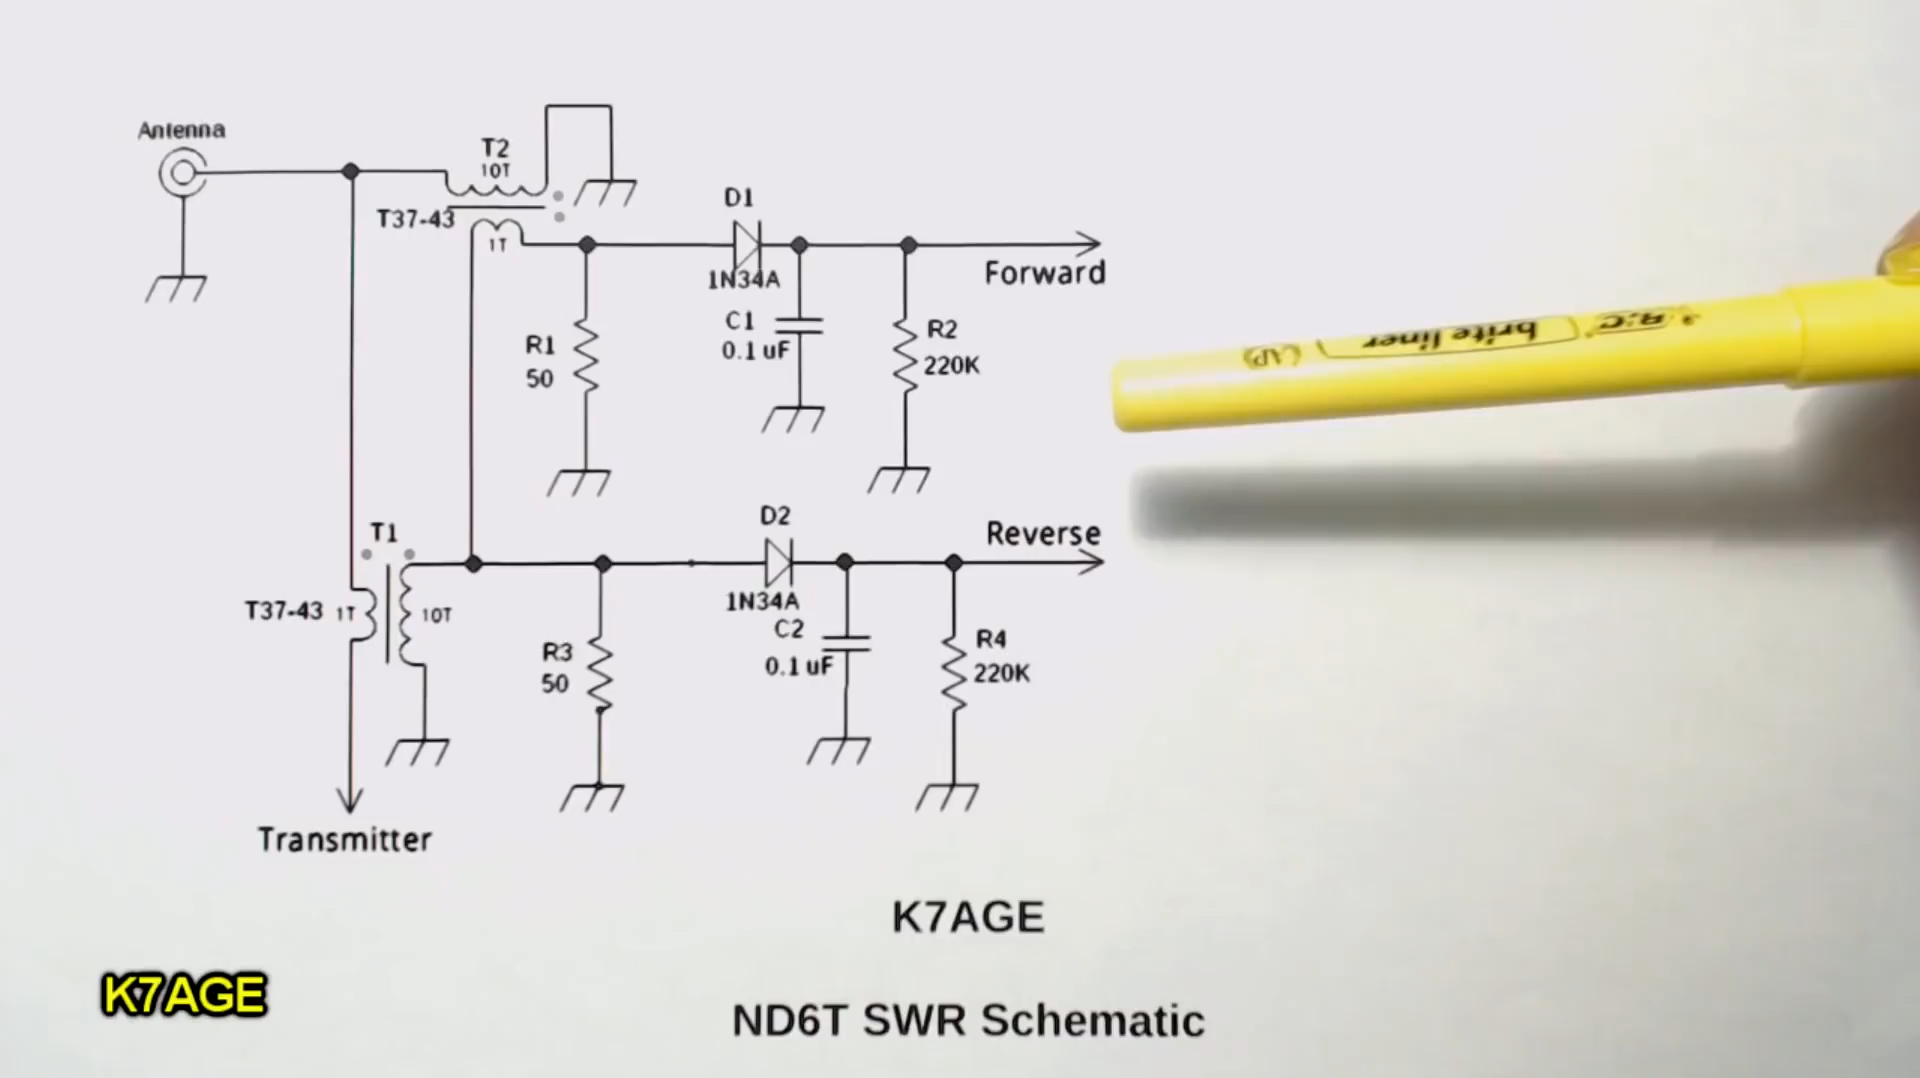 Antenna
T2
10T
T37-43
1T
D1
1N34A
Forward
C1
0.1 uF
R2
220K
R1
50
T1
T37-43
1T
10T
D2
1N34A
Reverse
C2
0.1 uF
R4
220K
R3
50
Transmitter
brite liner
BIC
CAP
K7AGE
K7AGE
ND6T SWR Schematic